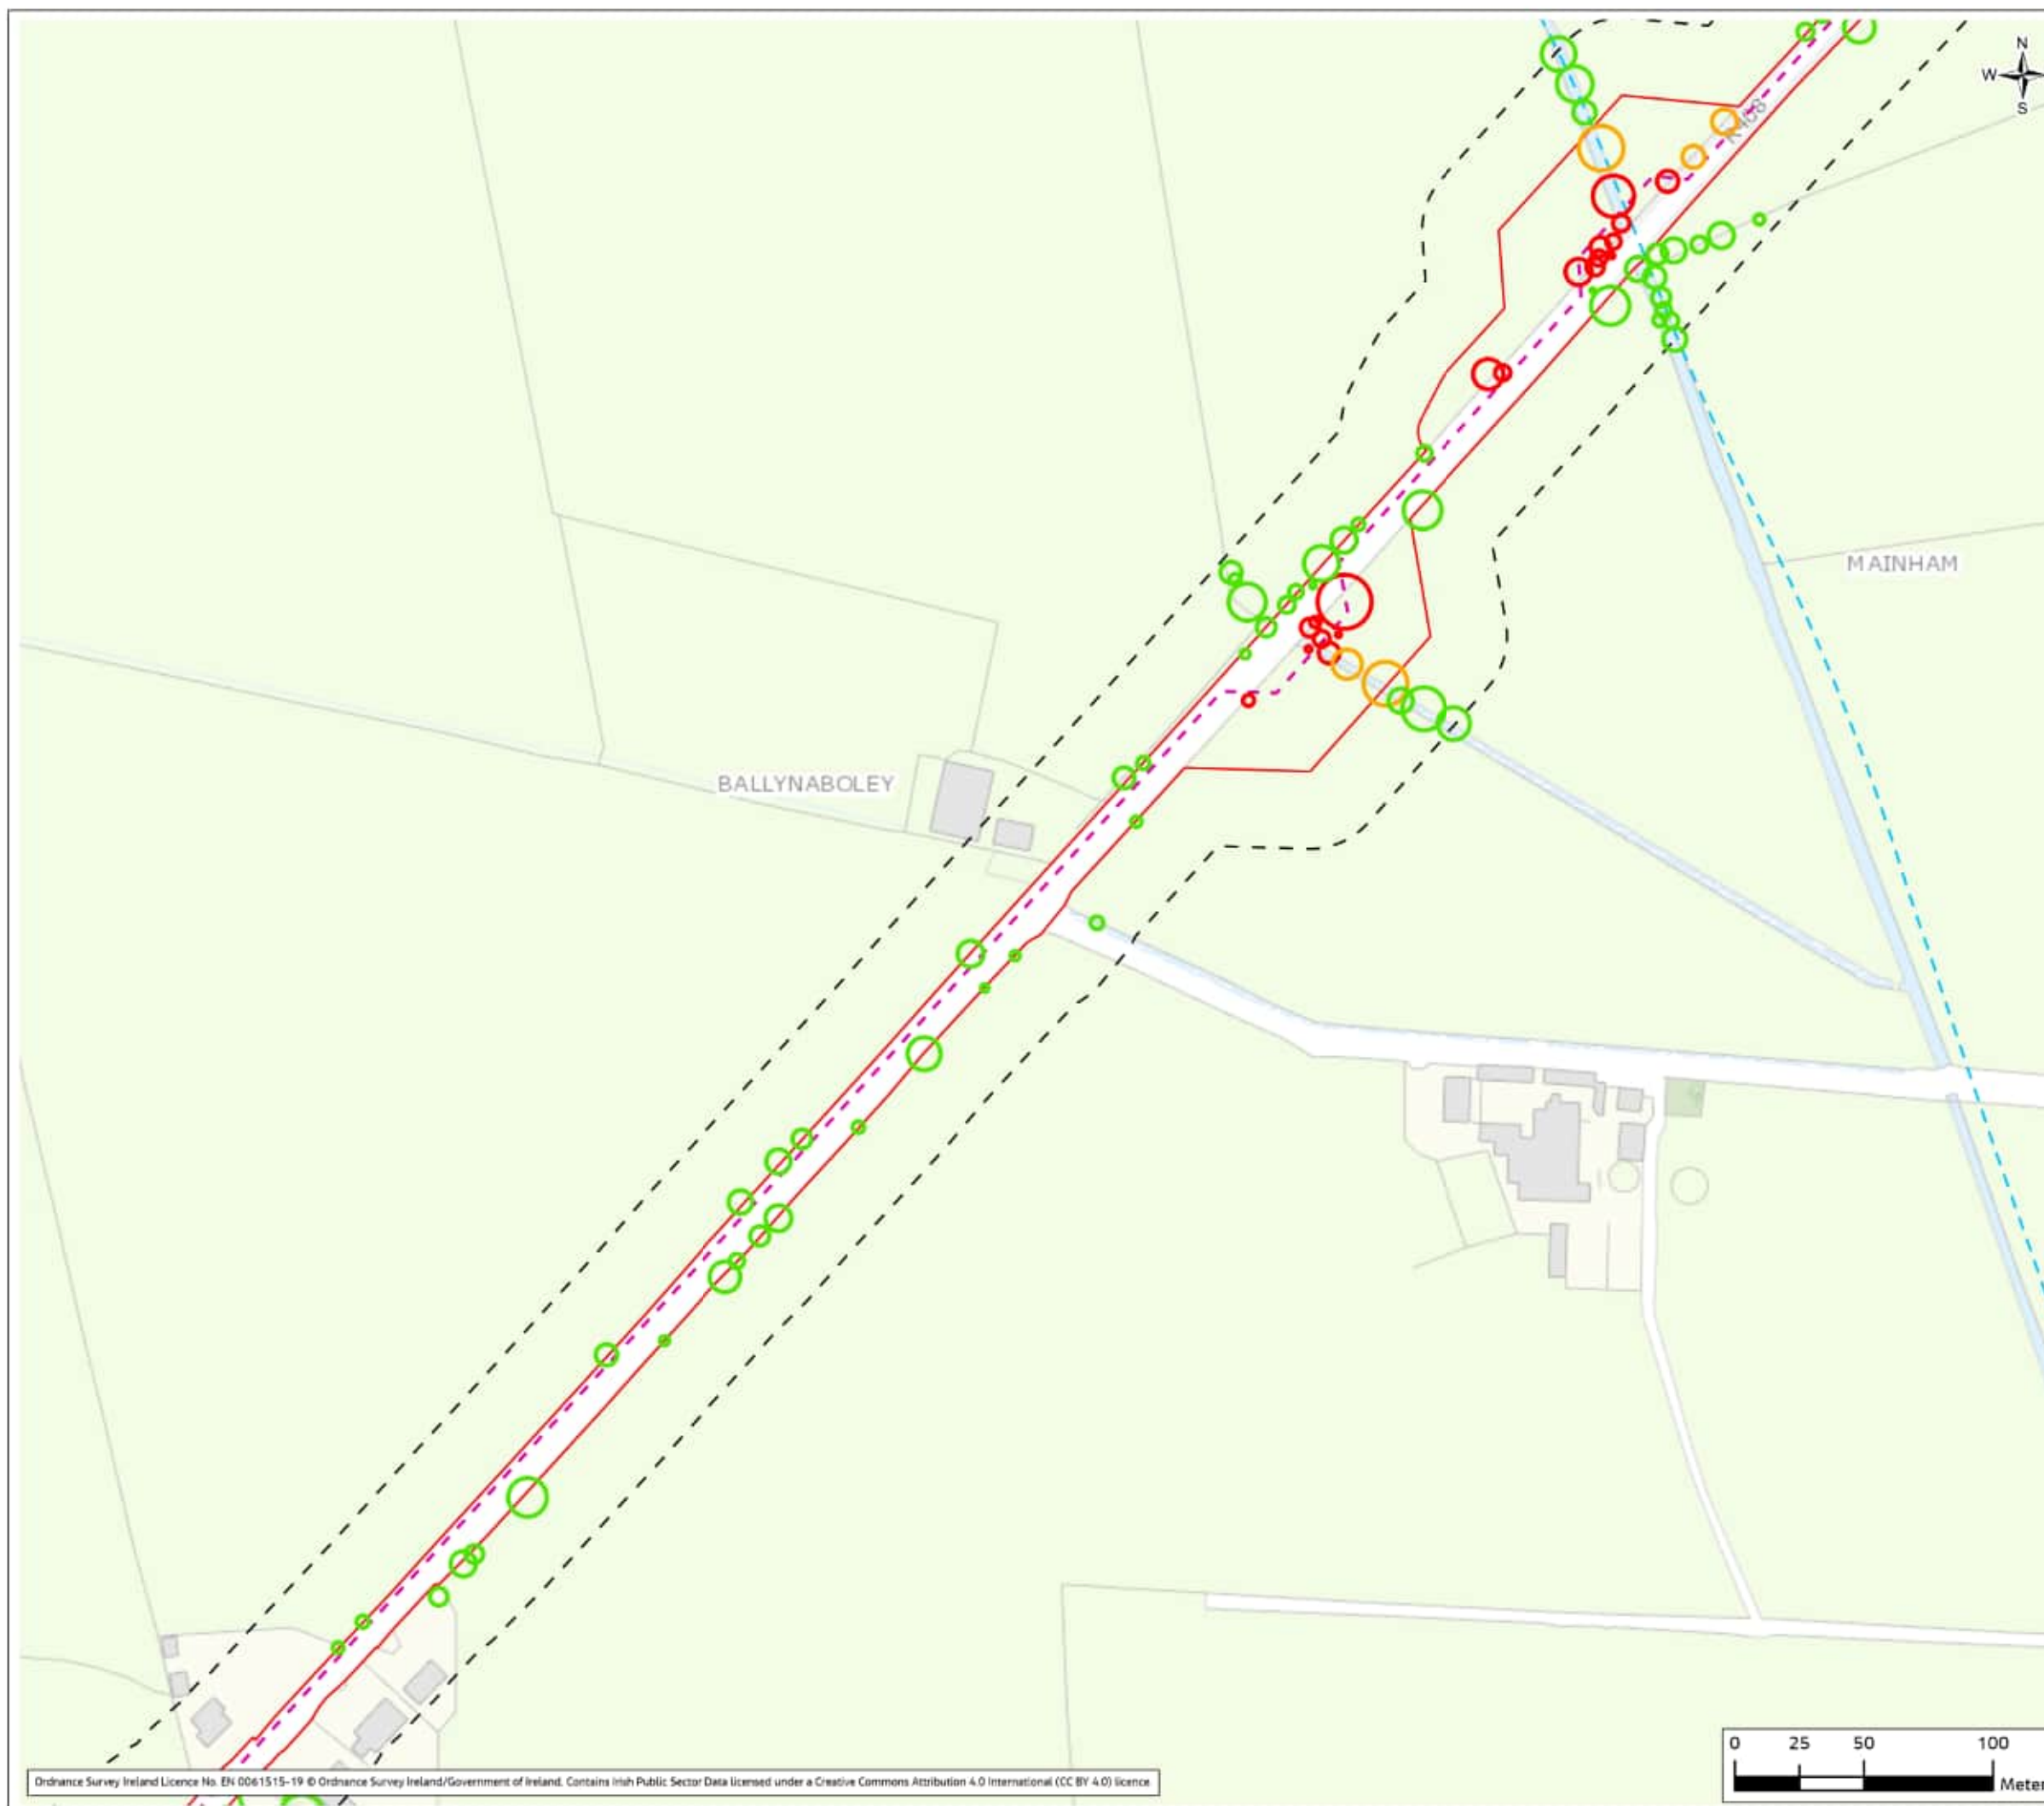 N
W
S
MAINHAM
BALLYNABOLEY
0 25 50 100
Meter
Ordnance Survey Ireland Licence No. EN 0061515-19 © Ordnance Survey Ireland/Government of Ireland. Contains Irish Public Sector Data licensed under a Creative Commons Attribution 4.0 International (CC BY 4.0) licence